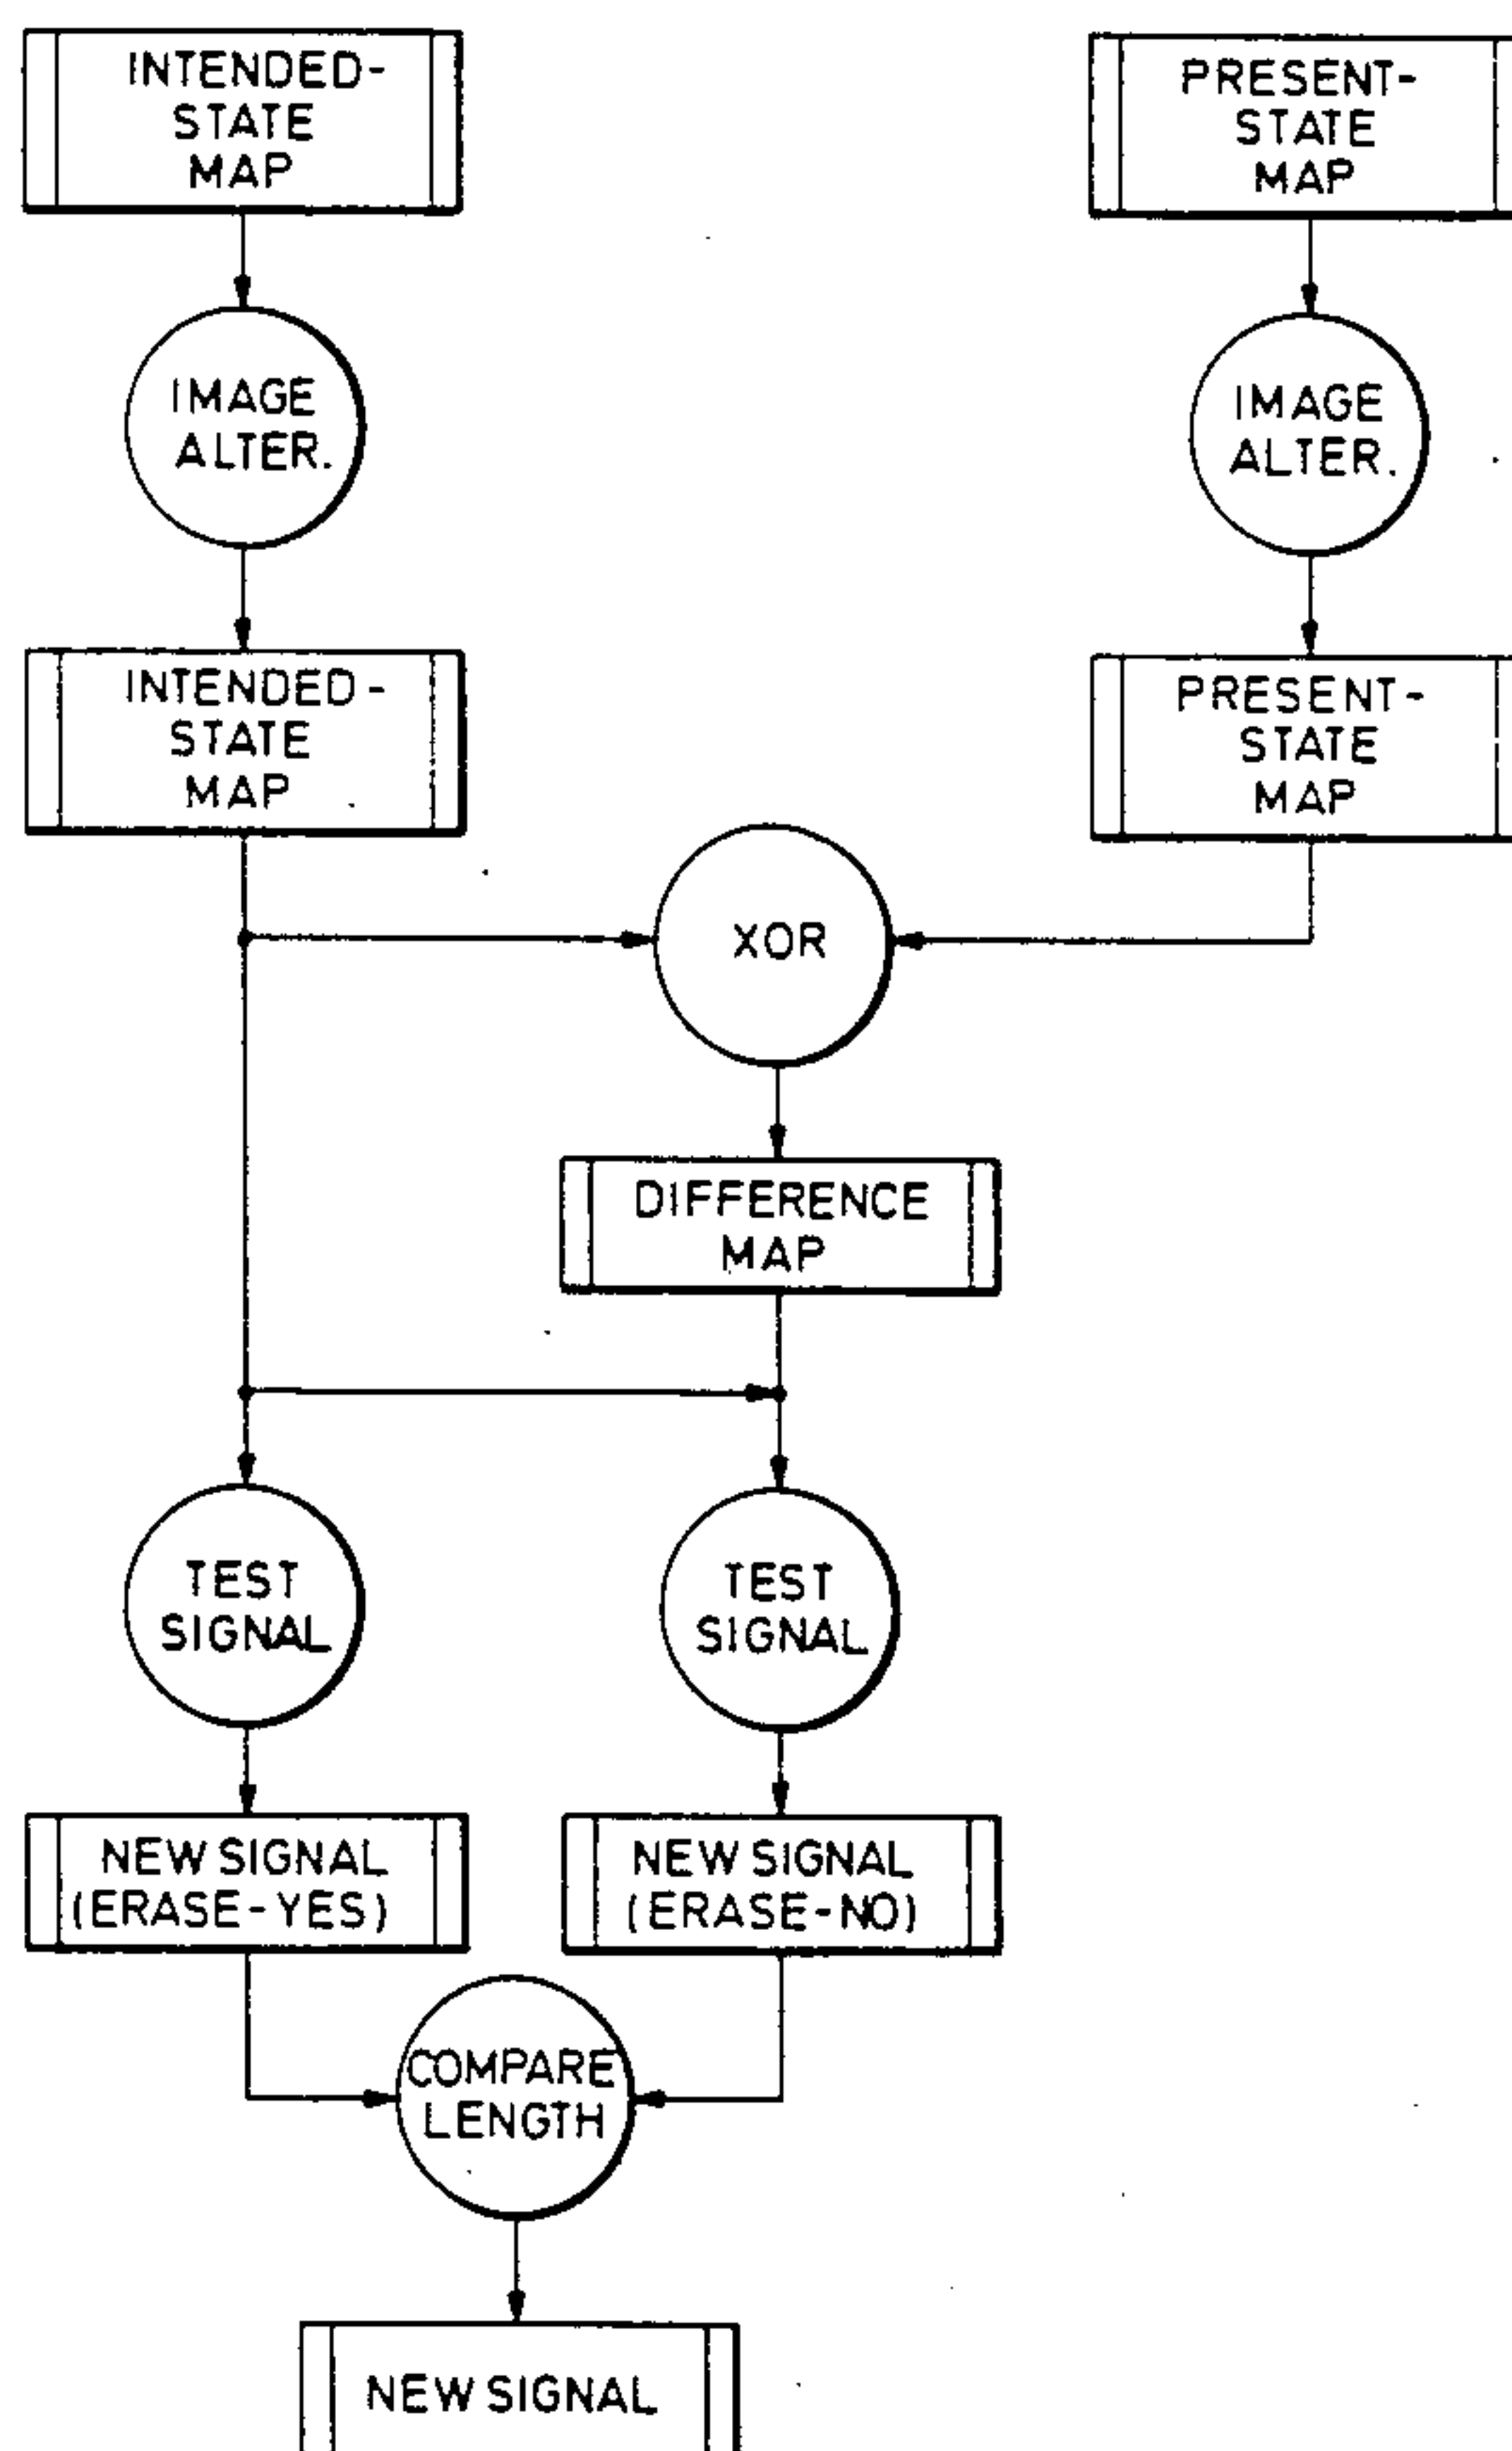 INTENDED-
STATE
MAP
PRESENT-
STATE
MAP
IMAGE
ALTER.
IMAGE
ALTER.
INTENDED-
STATE
MAP
PRESENT-
STATE
MAP
XOR
DIFFERENCE
MAP
TEST
SIGNAL
TEST
SIGNAL
NEW SIGNAL
(ERASE-YES)
NEW SIGNAL
(ERASE-NO)
COMPARE
LENGTH
NEW SIGNAL